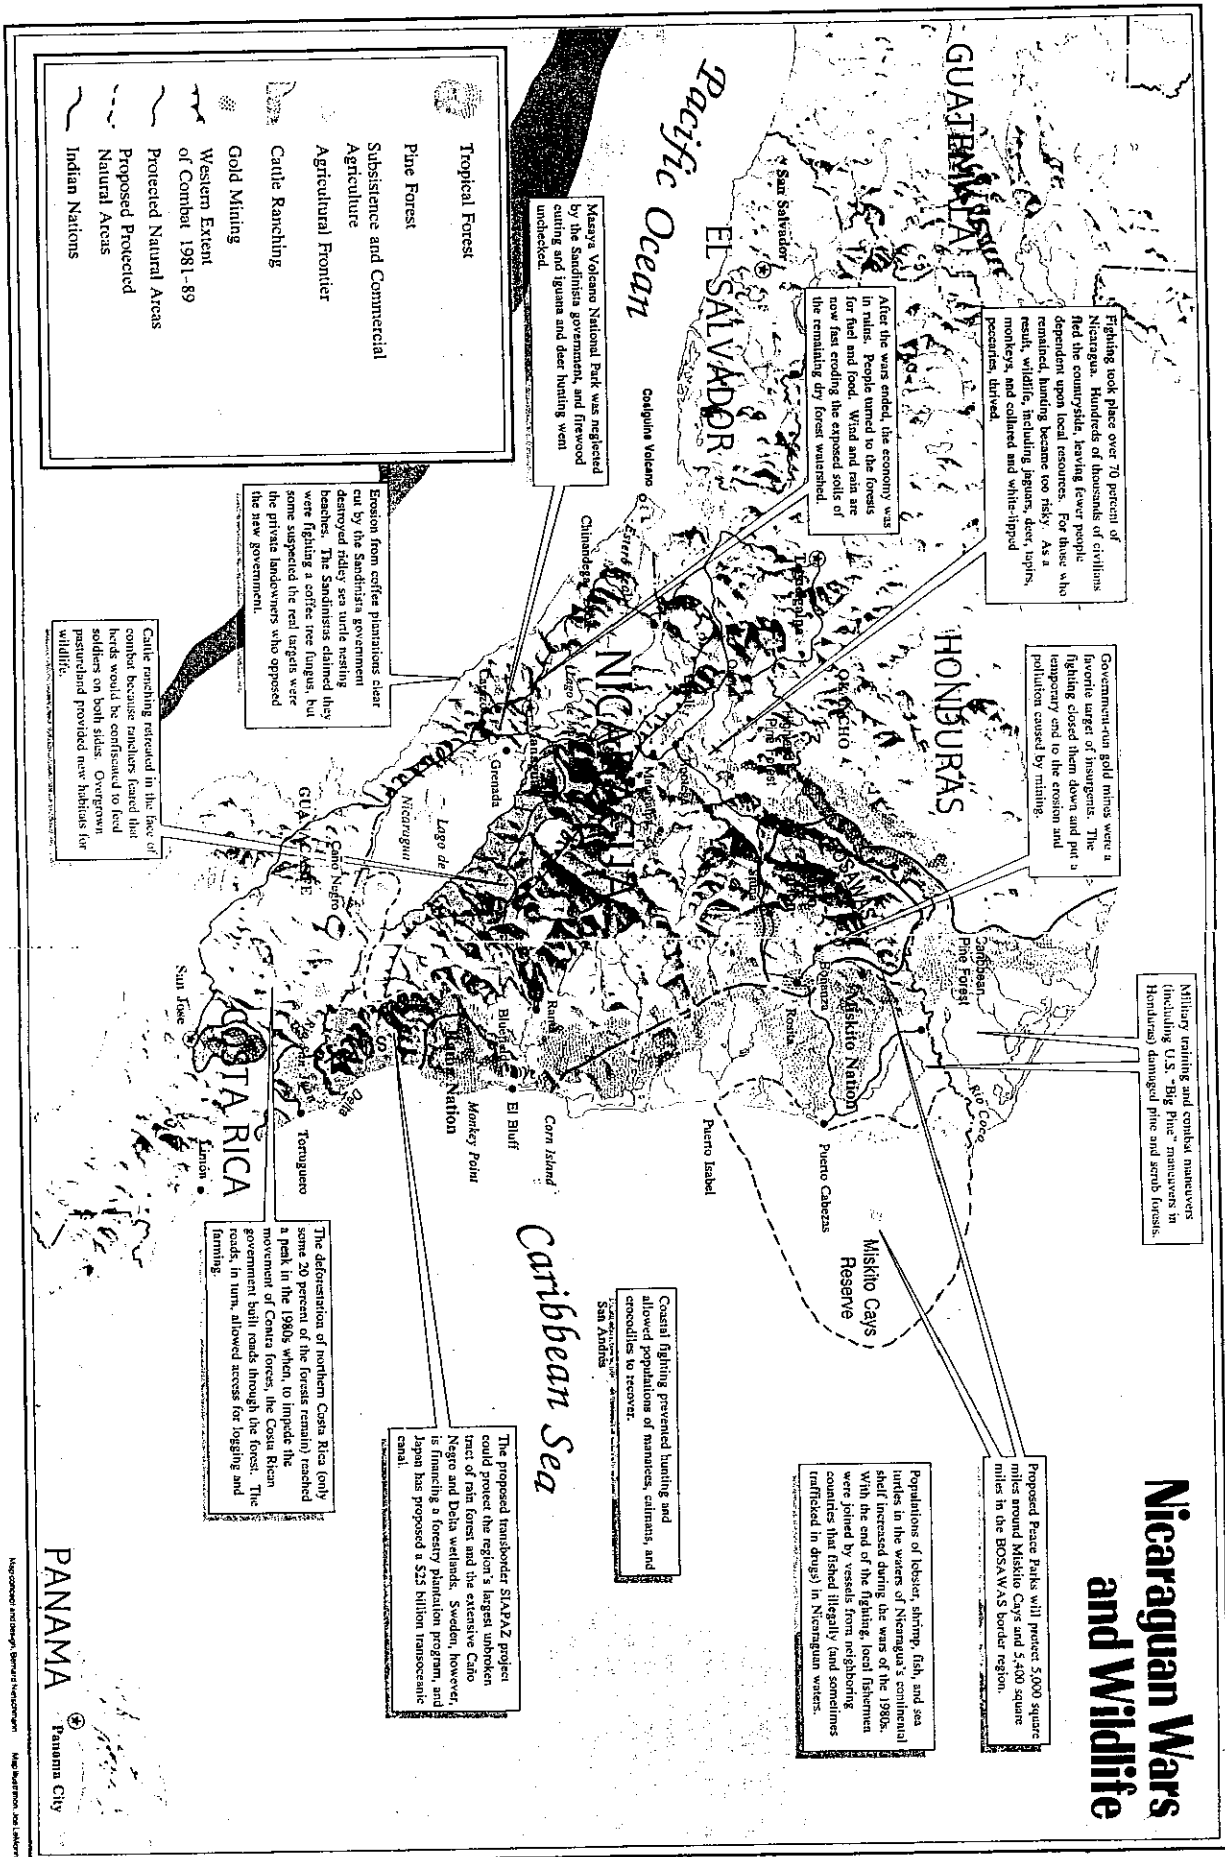 Nicaraguan Wars
and Wildlife
GUATEMALA
Pacific Ocean
San Salvador
EL SALVADOR
HONDURAS
Fighting took place over 70 percent of
Nicaragua. Hundreds of thousands of civilians
fled the countryside, leaving fewer people
dependent upon local resources. For those who
remained, hunting became too risky. As a
result, wildlife, including jaguars, deer, tapirs,
monkeys, and collared and white-lipped
peccaries, thrived.
After the wars ended, the economy was
in ruins. People turned to the forests
for fuel and food. Wind and rain are
now fast eroding the exposed soils of
the remaining dry forest watershed.
Masaya Volcano National Park was neglected
by the Sandinista government, and firewood
cutting and iguana and deer hunting went
unchecked.
Government-run gold mines were a
favorite target of insurgents. The
fighting closed them down and put a
temporary end to the erosion and
pollution caused by mining.
Military training and combat maneuvers
(including U.S. "Big Pine" maneuvers in
Honduras) damaged pine and scrub forests.
Proposed Peace Parks will protect 5,000 square
miles around Miskito Cays and 5,400 square
miles in the BOSAWAS border region.
Populations of lobster, shrimp, fish, and sea
turtles in the waters of Nicaragua's continental
shelf increased during the wars of the 1980s.
With the end of the fighting, local fishermen
were joined by vessels from neighboring
countries that fished illegally (and sometimes
trafficked in drugs) in Nicaraguan waters.
Coastal fighting prevented hunting and
allowed populations of manatees, caimans, and
crocodiles to recover.
San Andrés
The proposed transborder SIAPAZ project
could protect the region's largest unbroken
tract of rain forest and the extensive Caño
Negro and Delta wetlands. Sweden, however,
is financing a forestry plantation program, and
Japan has proposed a $25 billion transoceanic
canal.
The deforestation of northern Costa Rica (only
some 20 percent of the forests remain) reached
a peak in the 1980s when, to impede the
movement of Contra forces, the Costa Rican
government built roads through the forest. The
roads, in turn, allowed access for logging and
farming.
Erosion from coffee plantations clear
cut by the Sandinista government
destroyed ridley sea turtle nesting
beaches. The Sandinistas claimed they
were fighting a coffee tree fungus, but
some suspected the real targets were
the private landowners who opposed
the new government.
Cattle ranching retreated in the face of
combat because ranchers feared that
herds would be confiscated to feed
soldiers on both sides. Overgrown
pastureland provided new habitats for
wildlife.
Cosigüina Volcano
Estero Real
Chinandega
Tegucigalpa
OLANCHO
Pine Forest
NICARAGUA
BOSAWAS
Caribbean
Pine Forest
Río Coco
Miskito Nation
Bonanza
Rosita
Puerto Cabezas
Miskito Cays
Reserve
Puerto Isabel
Corn Island
El Bluff
Bluefields
Rama
Rama Nation
Monkey Point
Caribbean Sea
Grenada
Lago de
Nicaragua
Caño Negro
Delta
Tortuguero
San José
COSTA RICA
Limón
PANAMA
Panama City
Tropical Forest
Pine Forest
Subsistence and Commercial
Agriculture
Agricultural Frontier
Cattle Ranching
Gold Mining
Western Extent
of Combat 1981-89
Protected Natural Areas
Proposed Protected
Natural Areas
Indian Nations
Map concept and design, Bernard Nietschmann